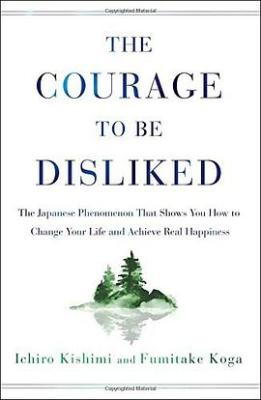 THE
COURAGE
TO BE
DISLIKED
The Japanese Phenomenon That Shows You How to
Change Your Life and Achieve Real Happiness
Ichiro Kishimi and Fumitake Koga